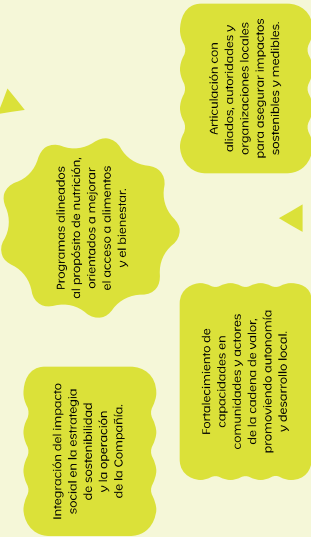 Integración del impacto
social en la estrategia
de sostenibilidad
y la operación
de la Compañía.
Programas alineados
al propósito de nutrición,
orientados a mejorar
el acceso a alimentos
y el bienestar.
Fortalecimiento de
capacidades en
comunidades y actores
de la cadena de valor,
promoviendo autonomía
y desarrollo local.
Articulación con
aliados, autoridades y
organizaciones locales
para asegurar impactos
sostenibles y medibles.